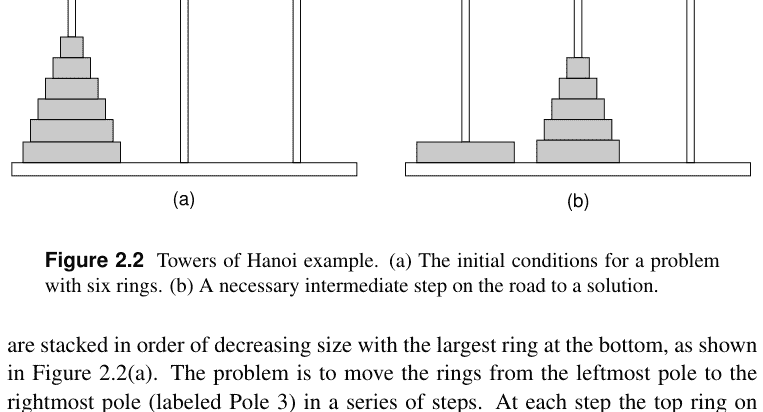 (a)
(b)
Figure 2.2 Towers of Hanoi example. (a) The initial conditions for a problem
with six rings. (b) A necessary intermediate step on the road to a solution.
are stacked in order of decreasing size with the largest ring at the bottom, as shown
in Figure 2.2(a). The problem is to move the rings from the leftmost pole to the
rightmost pole (labeled Pole 3) in a series of steps. At each step the top ring on